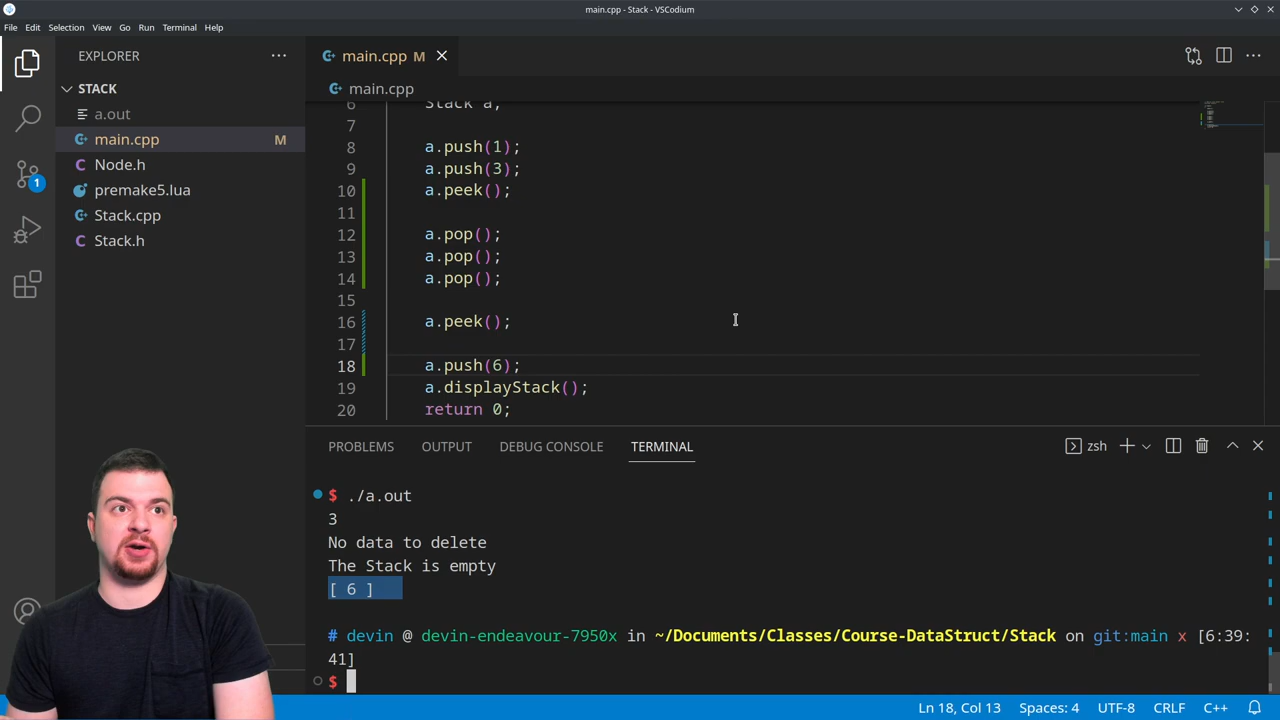 main.cpp - Stack - VSCodium
File Edit Selection View Go Run Terminal Help
EXPLORER
STACK
a.out
main.cpp M
Node.h
premake5.lua
Stack.cpp
Stack.h
1
main.cpp M
main.cpp
6 Stack a;
7
8 a.push(1);
9 a.push(3);
10 a.peek();
11
12 a.pop();
13 a.pop();
14 a.pop();
15
16 a.peek();
17
18 a.push(6);
19 a.displayStack();
20 return 0;
PROBLEMS OUTPUT DEBUG CONSOLE TERMINAL
zsh
$ ./a.out
3
No data to delete
The Stack is empty
[ 6 ]
# devin @ devin-endeavour-7950x in ~/Documents/Classes/Course-DataStruct/Stack on git:main x [6:39:
41]
$
Ln 18, Col 13 Spaces: 4 UTF-8 CRLF C++